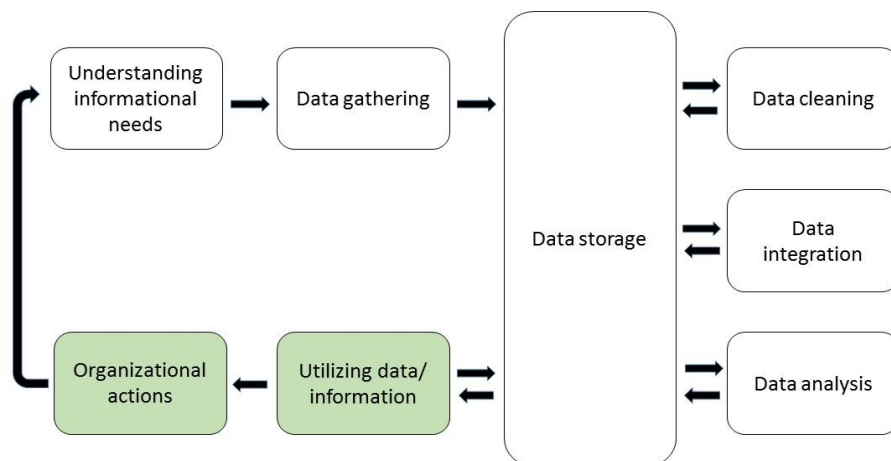 Understanding
informational
needs
Data gathering
Data storage
Data cleaning
Data
integration
Data analysis
Utilizing data/
information
Organizational
actions